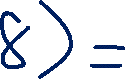 8) =